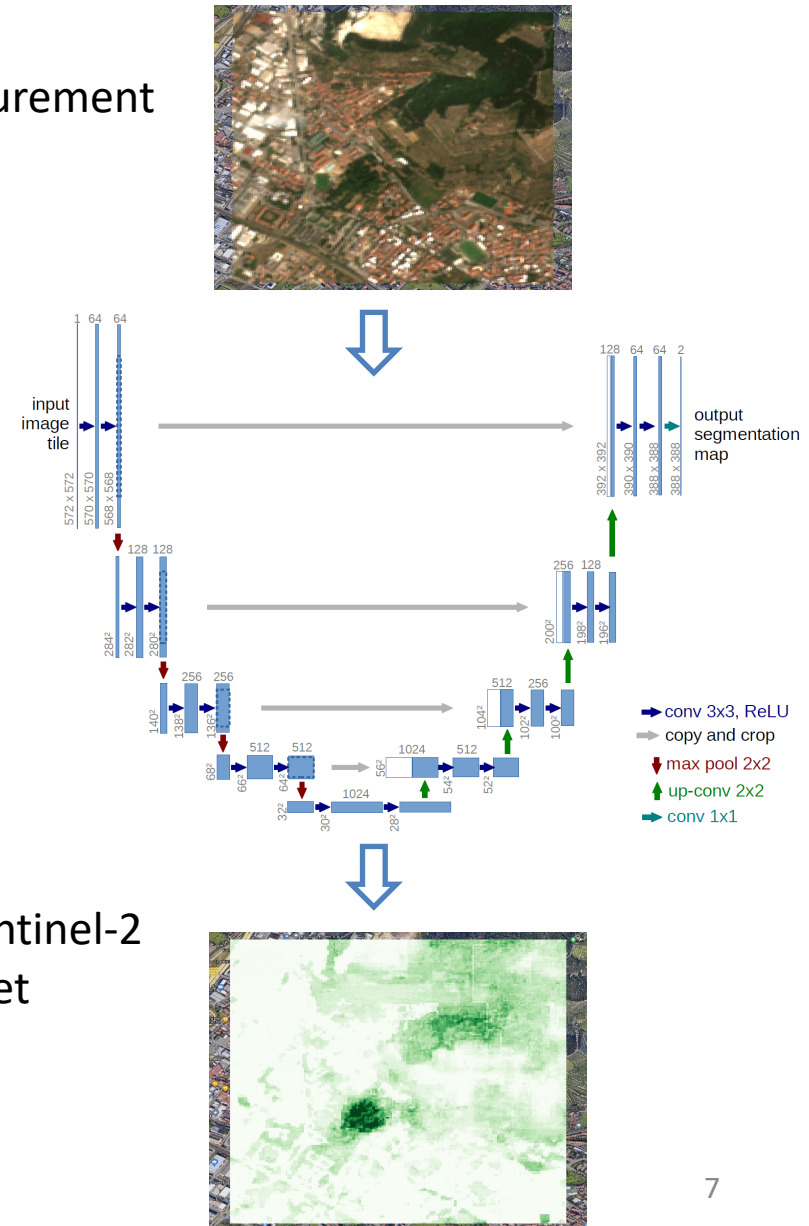 urement
1 64 64
128 64 64 2
input
image
tile
output
segmentation
map
572 x 572
570 x 570
568 x 568
392 x 392
390 x 390
388 x 388
388 x 388
128 128
256 128
284²
282²
280²
200²
198²
196²
256 256
512 256
140²
138²
136²
104²
102²
100²
conv 3x3, ReLU
copy and crop
max pool 2x2
up-conv 2x2
conv 1x1
512 512
1024 512
68²
66²
64²
56²
54²
52²
1024
32²
30²
28²
ntinel-2
et
7